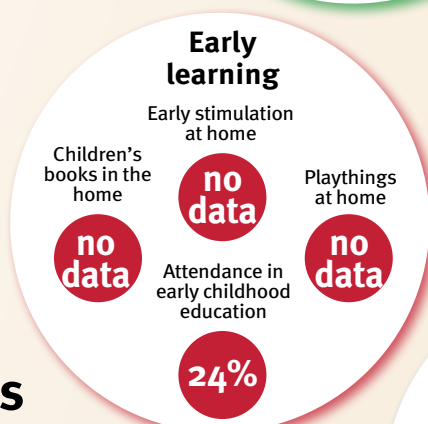 Early
learning
Early stimulation
at home
no
data
Children's
books in the
home
no
data
Playthings
at home
no
data
Attendance in
early childhood
education
24%
s